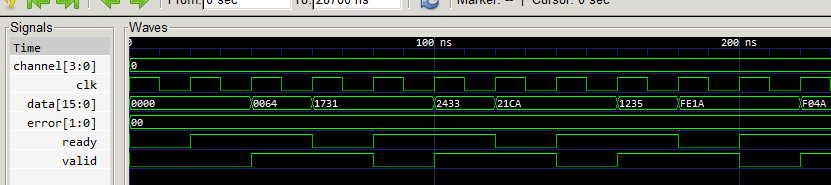 From: 0 sec To: 20700 ns Marker: -- | Cursor: 0 sec
Signals Waves
Time 0 100 ns 200 ns
channel[3:0] 0
clk
data[15:0] 0000 0064 1731 2433 21CA 1235 FE1A F04A
error[1:0] 00
ready
valid